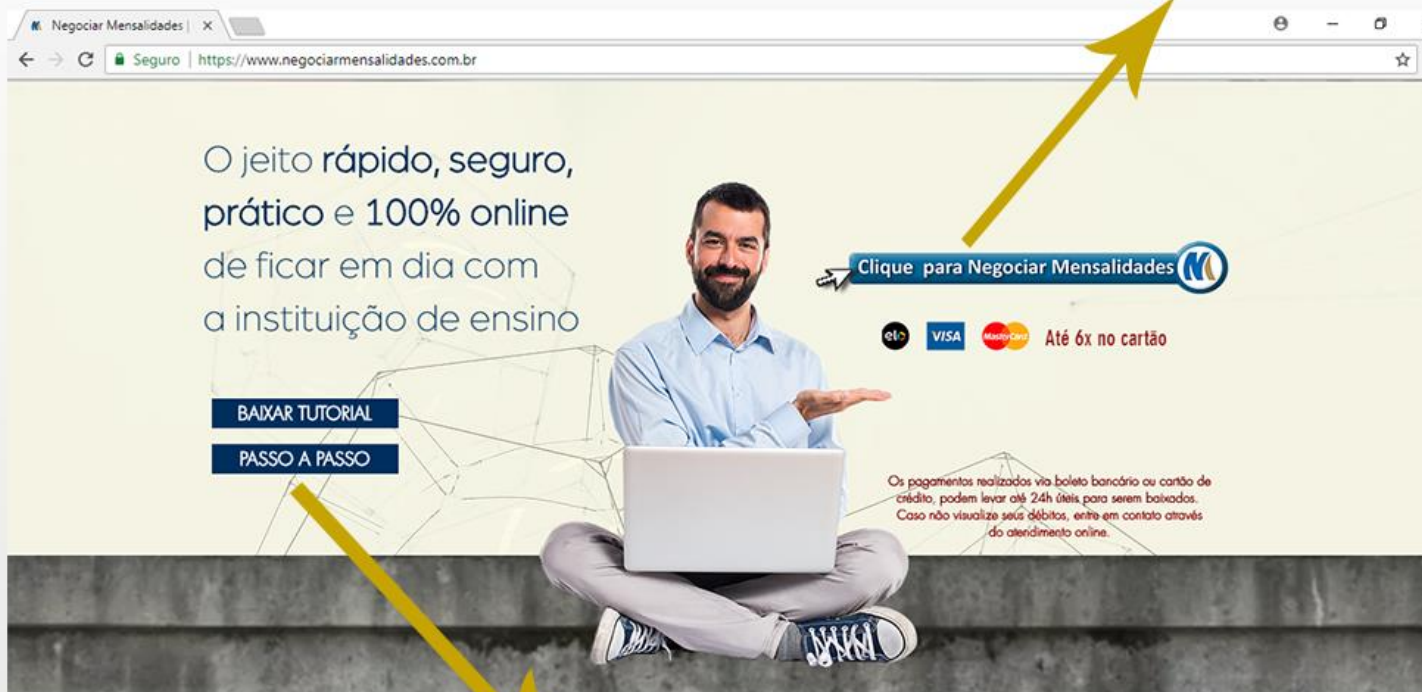 Negociar Mensalidades |
Seguro | https://www.negociarmensalidades.com.br
O jeito rápido, seguro,
prático e 100% online
de ficar em dia com
a instituição de ensino
Clique para Negociar Mensalidades
elo VISA MasterCard Até 6x no cartão
BAIXAR TUTORIAL
PASSO A PASSO
Os pagamentos realizados via boleto bancário ou cartão de
crédito, podem levar até 24h úteis para serem baixados.
Caso não visualize seus débitos, entre em contato através
do atendimento online.